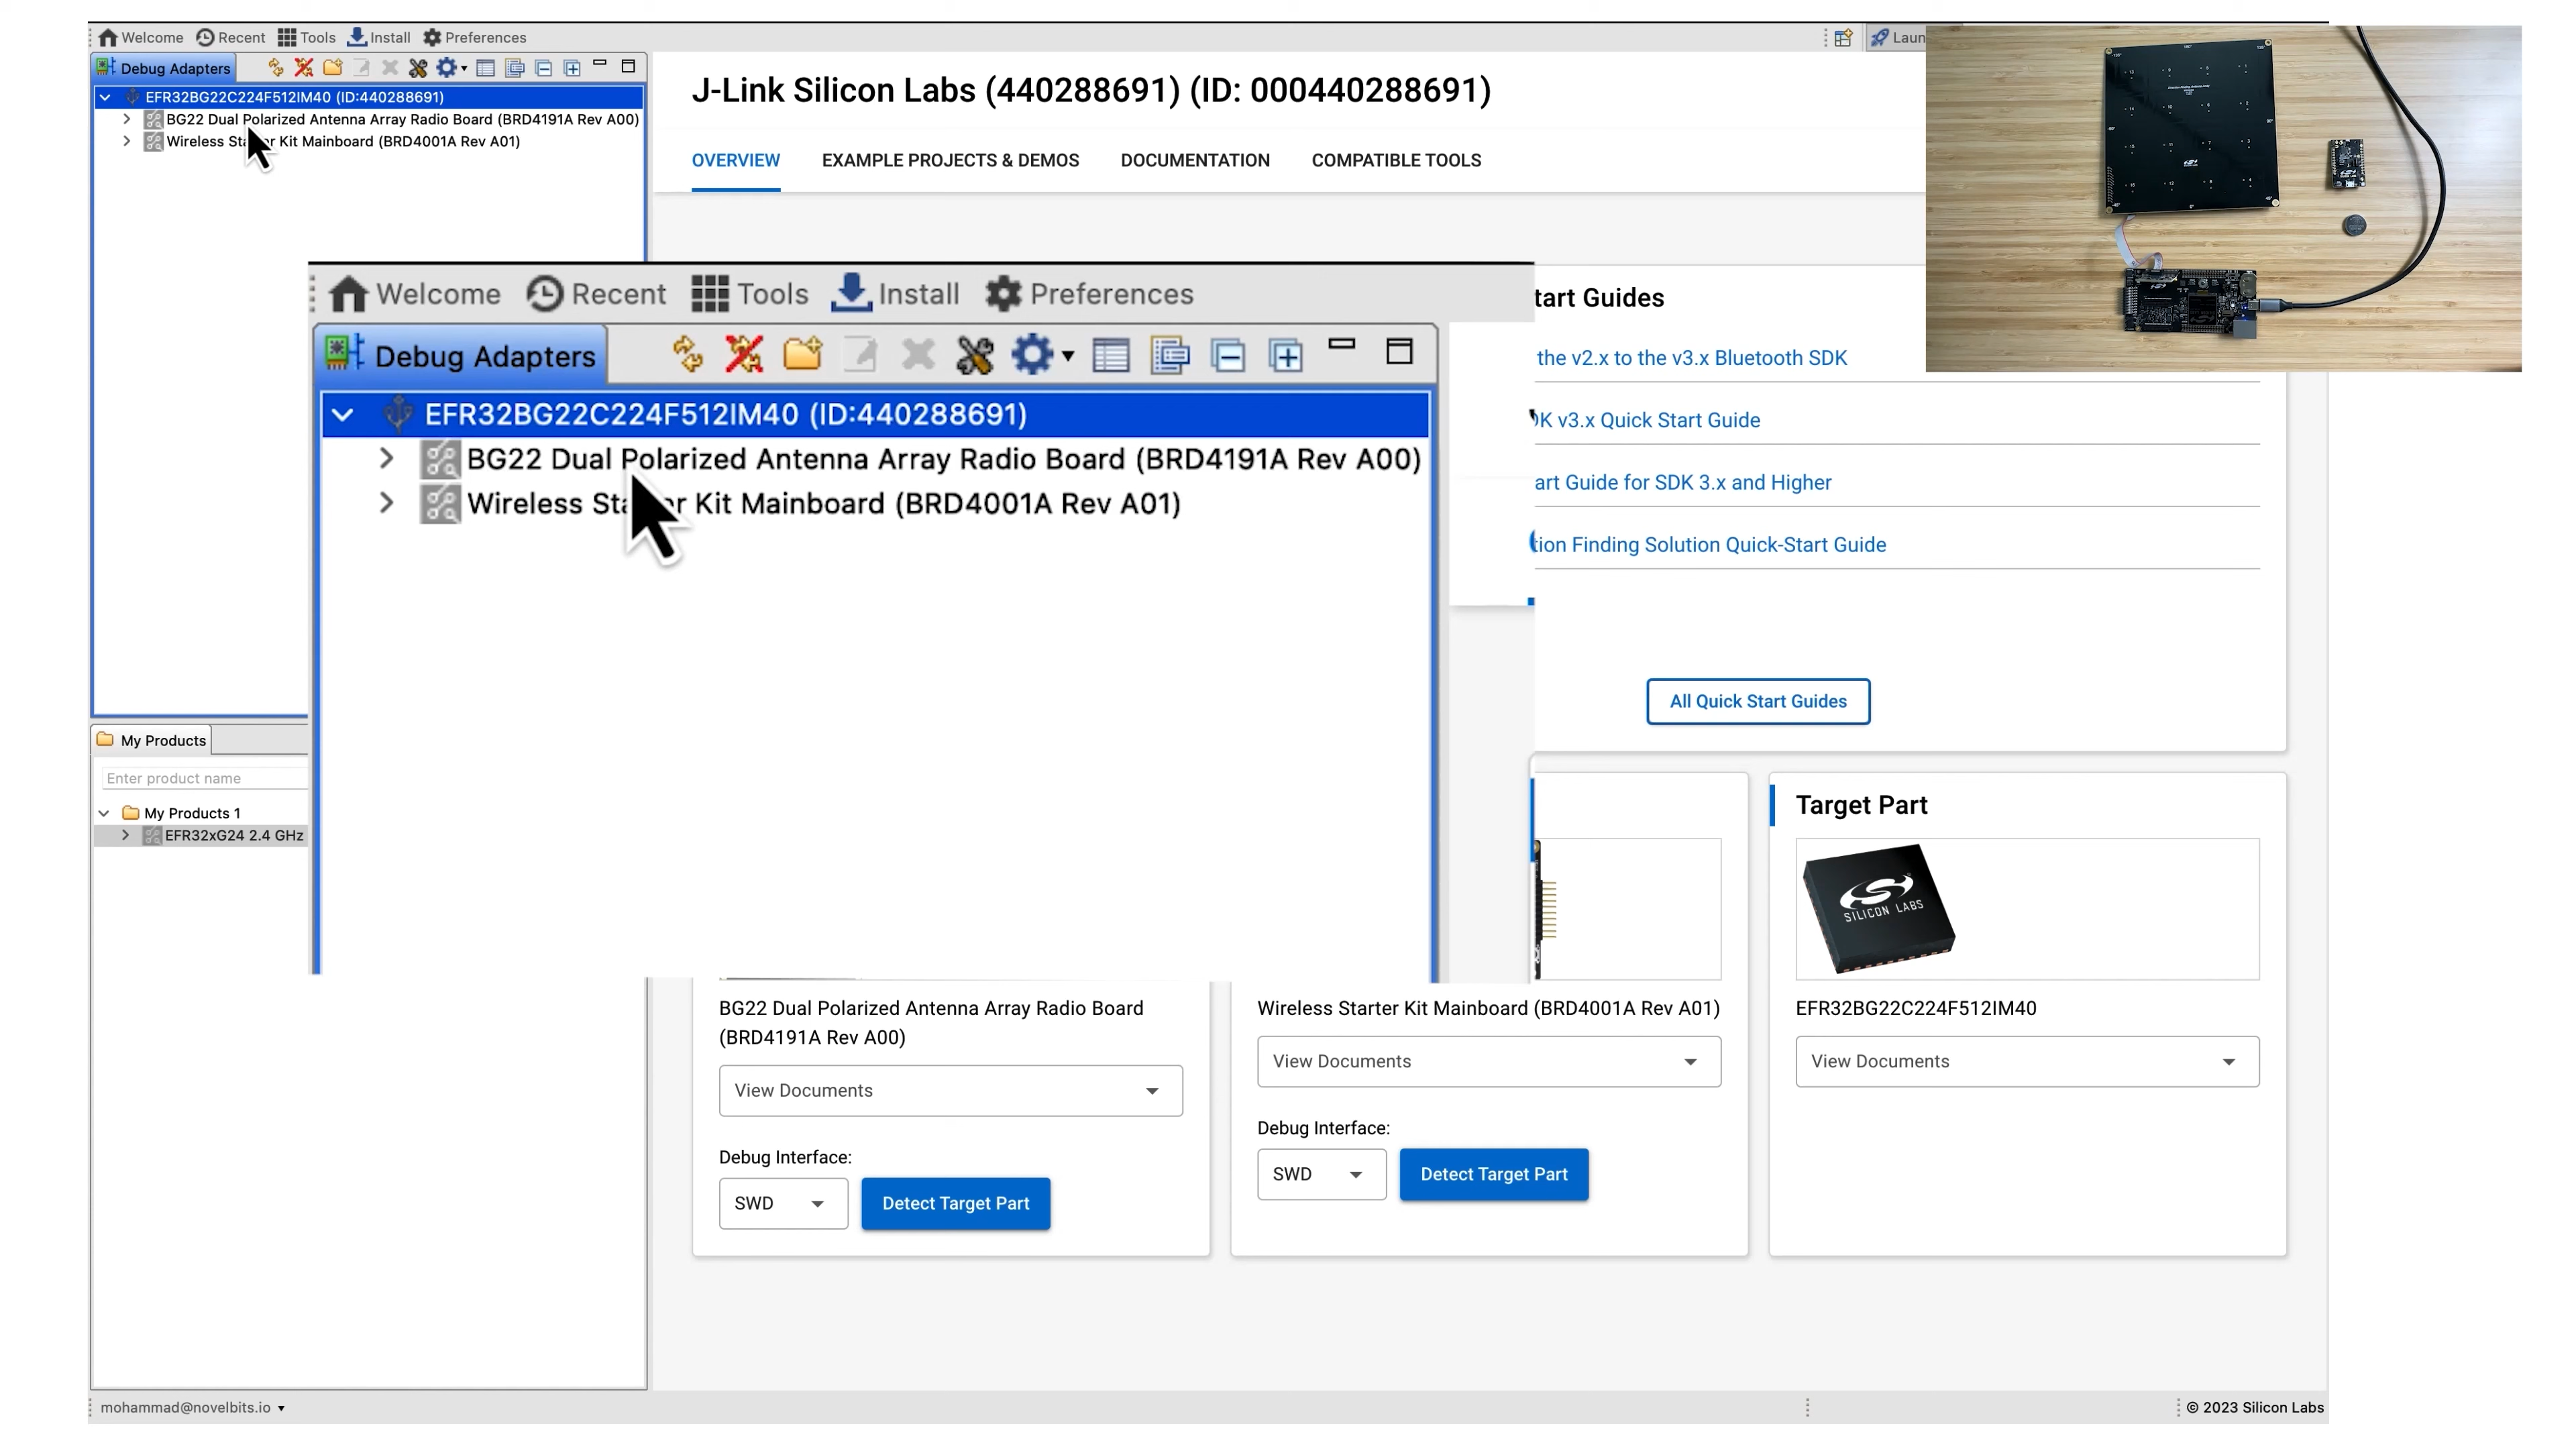 Welcome Recent Tools Install Preferences
Laun
Debug Adapters
EFR32BG22C224F512IM40 (ID:440288691)
BG22 Dual Polarized Antenna Array Radio Board (BRD4191A Rev A00)
Wireless Sta r Kit Mainboard (BRD4001A Rev A01)
J-Link Silicon Labs (440288691) (ID: 000440288691)
OVERVIEW EXAMPLE PROJECTS & DEMOS DOCUMENTATION COMPATIBLE TOOLS
Welcome Recent Tools Install Preferences
Debug Adapters
EFR32BG22C224F512IM40 (ID:440288691)
BG22 Dual Polarized Antenna Array Radio Board (BRD4191A Rev A00)
Wireless Sta r Kit Mainboard (BRD4001A Rev A01)
tart Guides
the v2.x to the v3.x Bluetooth SDK
K v3.x Quick Start Guide
art Guide for SDK 3.x and Higher
tion Finding Solution Quick-Start Guide
All Quick Start Guides
My Products
Enter product name
My Products 1
EFR32xG24 2.4 GHz
Target Part
SILICON LABS
BG22 Dual Polarized Antenna Array Radio Board
(BRD4191A Rev A00)
View Documents
Debug Interface:
SWD Detect Target Part
Wireless Starter Kit Mainboard (BRD4001A Rev A01)
View Documents
Debug Interface:
SWD Detect Target Part
EFR32BG22C224F512IM40
View Documents
mohammad@novelbits.io
© 2023 Silicon Labs